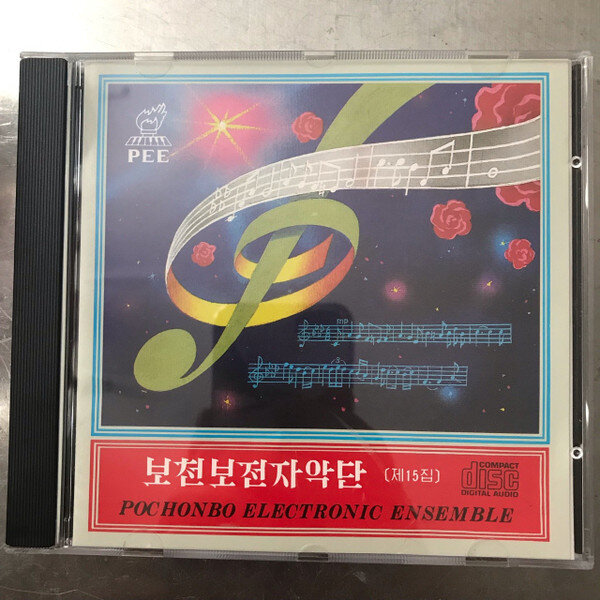 PEE
보천보전자악단 〔제15집〕
COMPACT
disc
DIGITAL AUDIO
POCHONBO ELECTRONIC ENSEMBLE